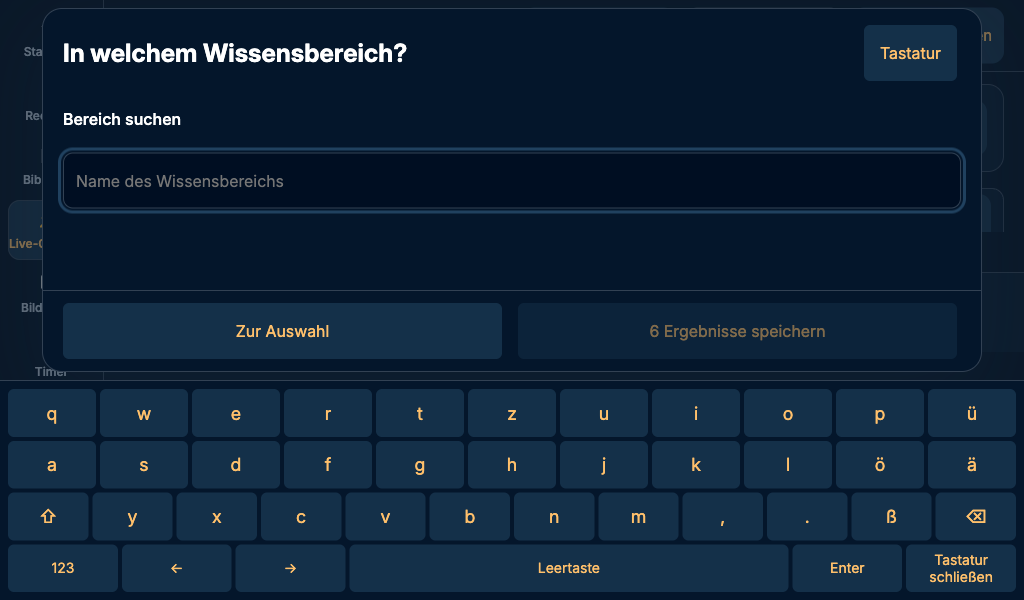 In welchem Wissensbereich?
Tastatur
Bereich suchen
Name des Wissensbereichs
Zur Auswahl
6 Ergebnisse speichern
Timer
q w e r t z u i o p ü
a s d f g h j k l ö ä
y x c v b n m , . ß
123 ← → Leertaste Enter Tastatur
schließen